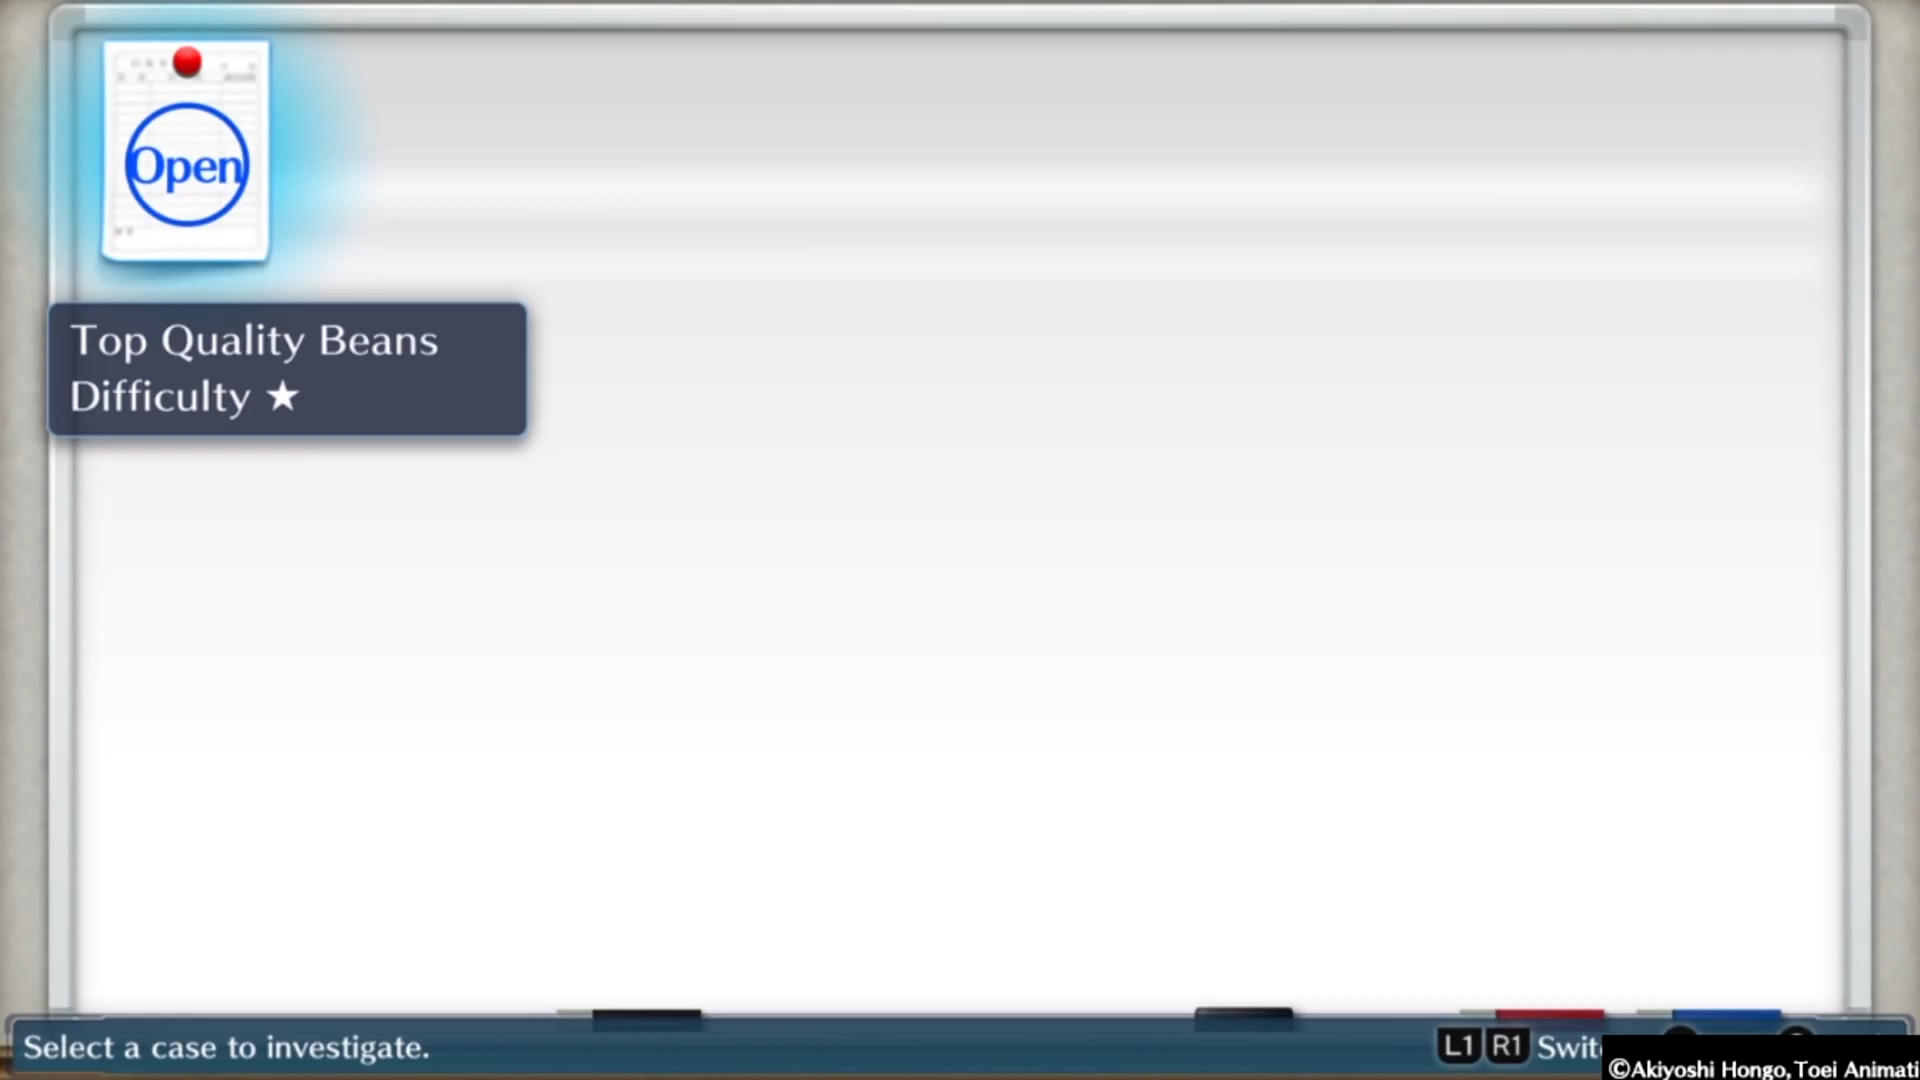 Open
Top Quality Beans
Difficulty ★
Select a case to investigate.
L1 R1
©Akiyoshi Hongo, Toei Animati